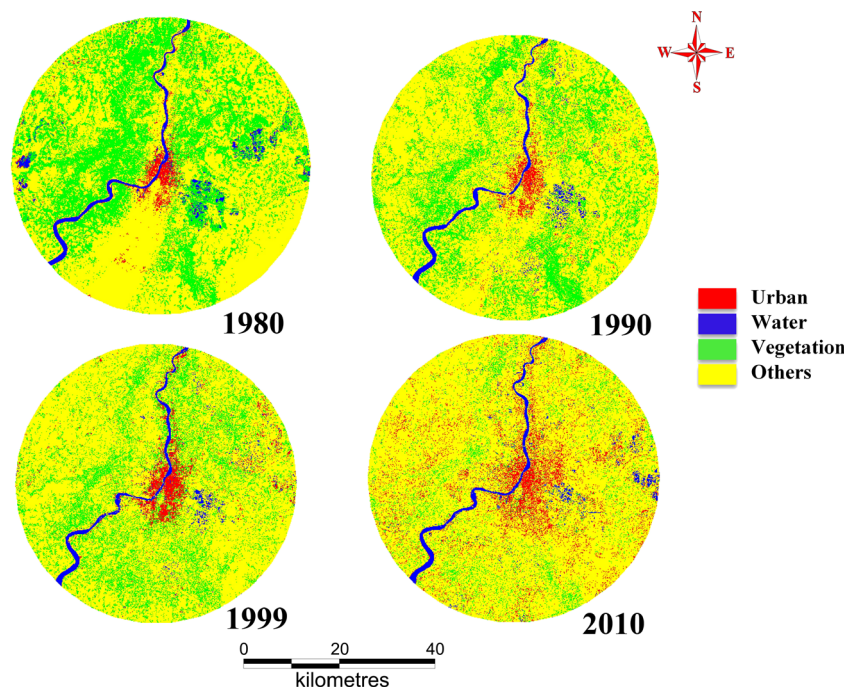 N
W E
S
1980
1990
Urban
Water
Vegetation
Others
1999
2010
0 20 40
kilometres